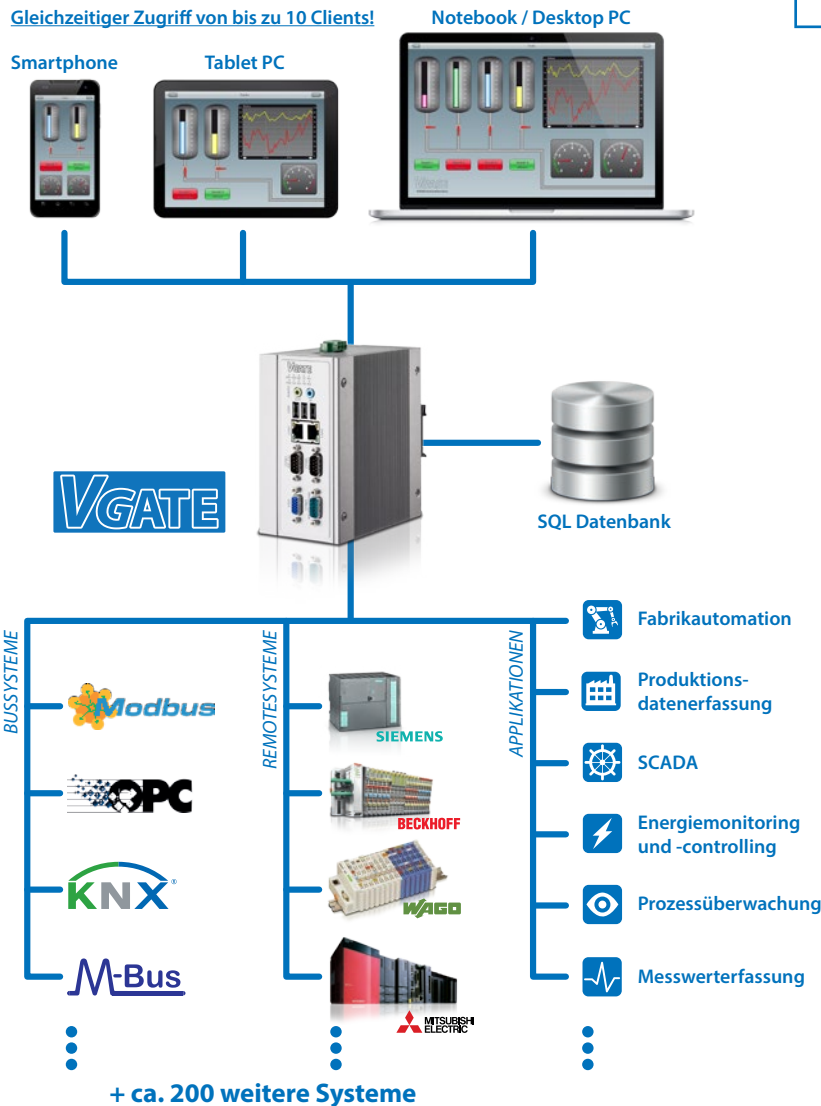 Gleichzeitiger Zugriff von bis zu 10 Clients!
Notebook / Desktop PC
Smartphone
Tablet PC
VGATE
VGATE
SQL Datenbank
BUSSYSTEME
Modbus
OPC
KNX®
M-Bus
REMOTESYSTEME
SIEMENS
BECKHOFF
WAGO
MITSUBISHI
ELECTRIC
APPLIKATIONEN
Fabrikautomation
Produktions-
datenerfassung
SCADA
Energiemonitoring
und -controlling
Prozessüberwachung
Messwerterfassung
+ ca. 200 weitere Systeme